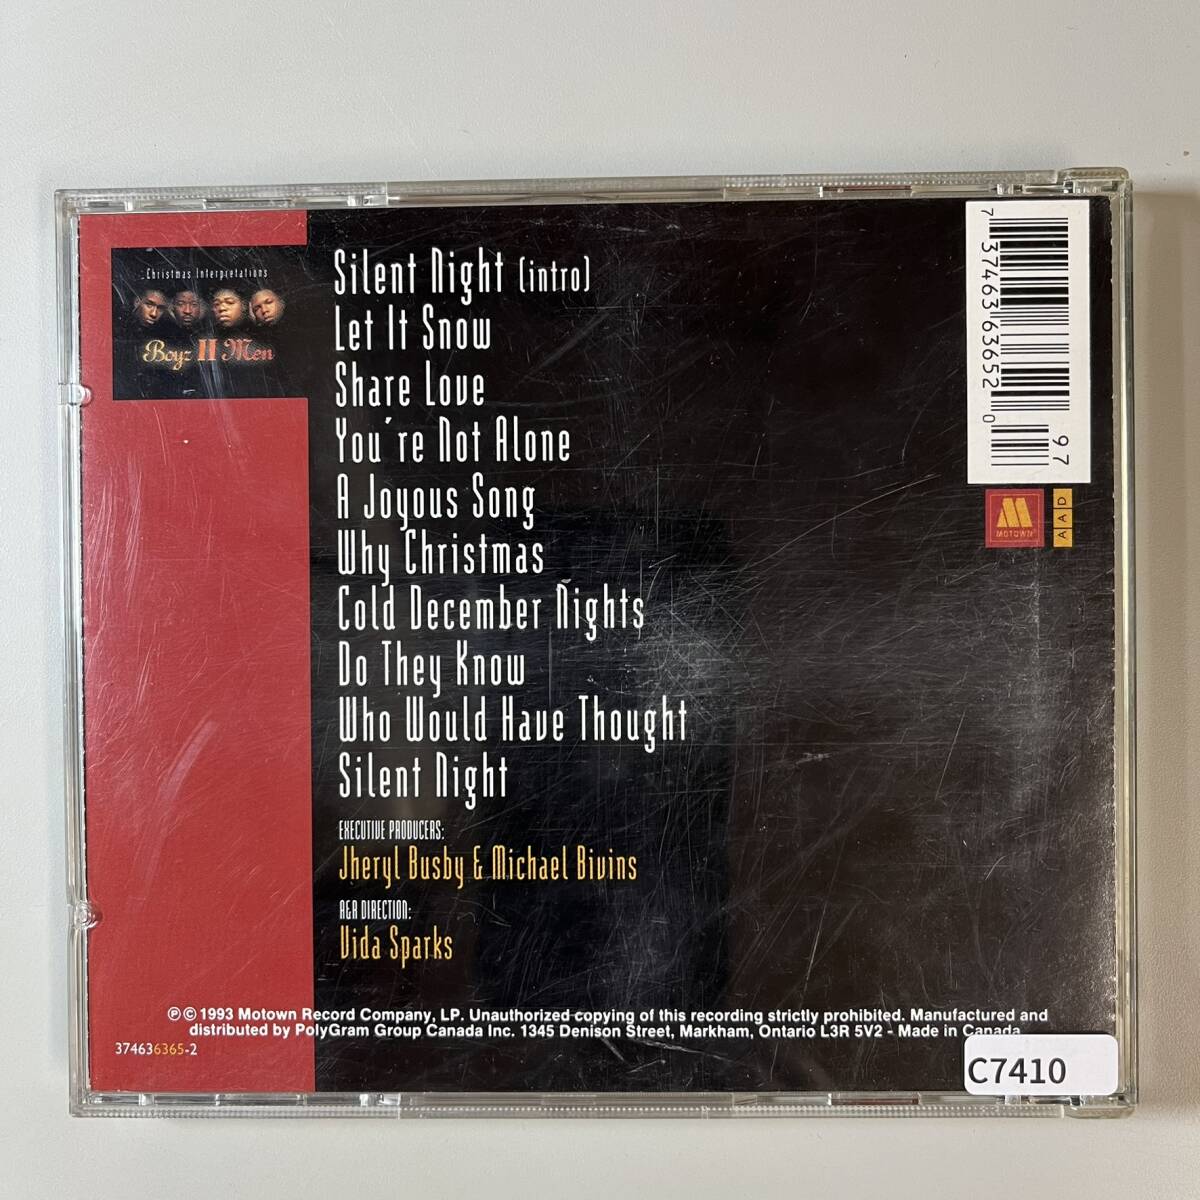 Christmas Interpretations
Boyz II Men
Silent Night (intro)
Let It Snow
Share Love
You're Not Alone
A Joyous Song
Why Christmas
Cold December Nights
Do They Know
Who Would Have Thought
Silent Night
EXECUTIVE PRODUCERS:
Jheryl Busby & Michael Bivins
A&R DIRECTION:
Vida Sparks
℗ © 1993 Motown Record Company, LP. Unauthorized copying of this recording strictly prohibited. Manufactured and
distributed by PolyGram Group Canada Inc. 1345 Denison Street, Markham, Ontario L3R 5V2 - Made in Canada
374636365-2
7 37463 63652 0
97
MOTOWN
AAD
C7410